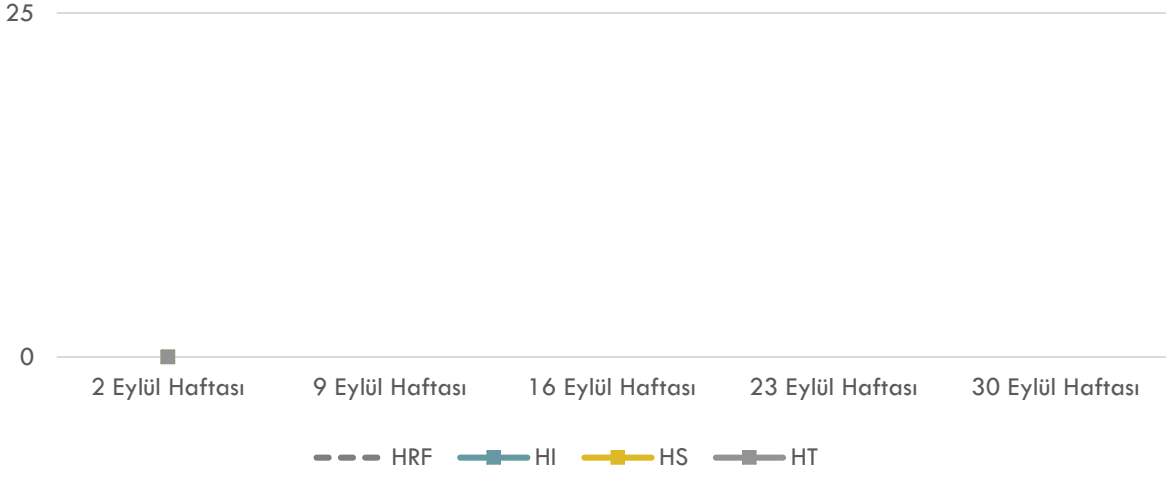 25
0
2 Eylül Haftası 9 Eylül Haftası 16 Eylül Haftası 23 Eylül Haftası 30 Eylül Haftası
HRF HI HS HT